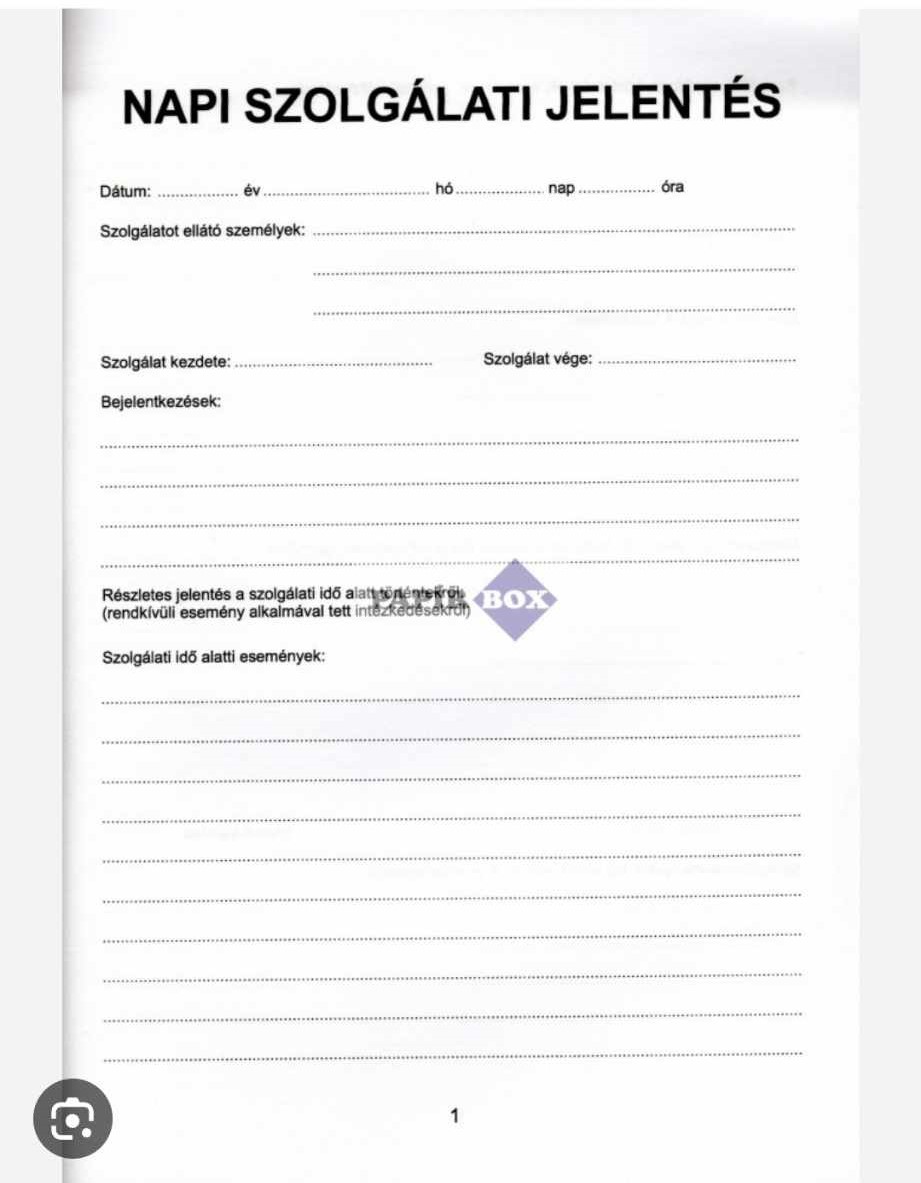 NAPI SZOLGÁLATI JELENTÉS
Dátum: .................. év ...................................... hó .................... nap ................. óra
Szolgálatot ellátó személyek: ....................................................................................
....................................................................................
....................................................................................
Szolgálat kezdete: .............................................. Szolgálat vége: ..............................................
Bejelentkezések:
....................................................................................
....................................................................................
....................................................................................
....................................................................................
Részletes jelentés a szolgálati idő alatt történtekről.
(rendkívüli esemény alkalmával tett intézkedésekről)
PAPÍR BOX
Szolgálati idő alatti események:
....................................................................................
....................................................................................
....................................................................................
....................................................................................
....................................................................................
....................................................................................
....................................................................................
....................................................................................
....................................................................................
....................................................................................
1